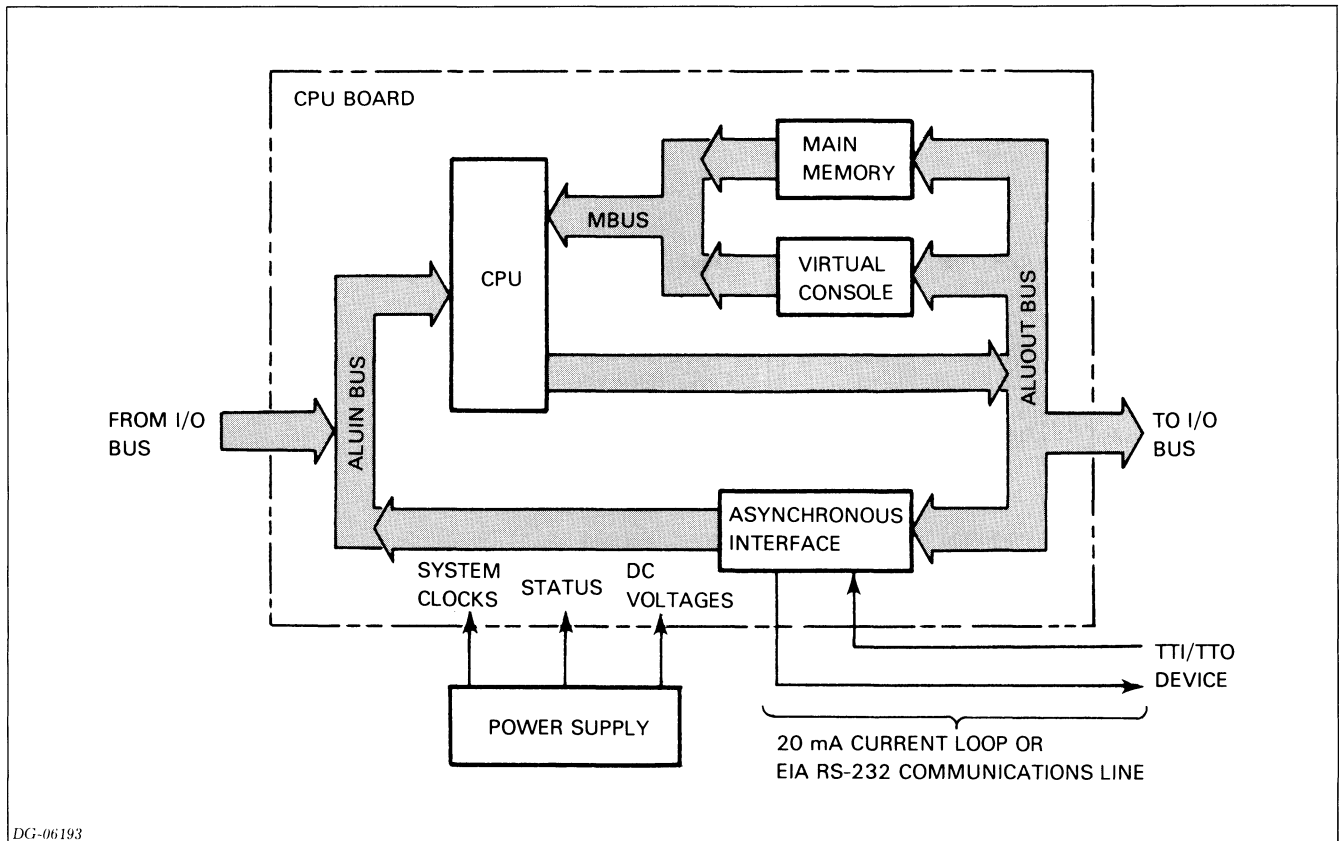 CPU BOARD
MAIN
MEMORY
MBUS
VIRTUAL
CONSOLE
CPU
ALUIN BUS
ALUOUT BUS
FROM I/O
BUS
TO I/O
BUS
ASYNCHRONOUS
INTERFACE
SYSTEM
CLOCKS
STATUS
DC
VOLTAGES
TTI/TTO
DEVICE
POWER SUPPLY
20 mA CURRENT LOOP OR
EIA RS-232 COMMUNICATIONS LINE
DG-06193